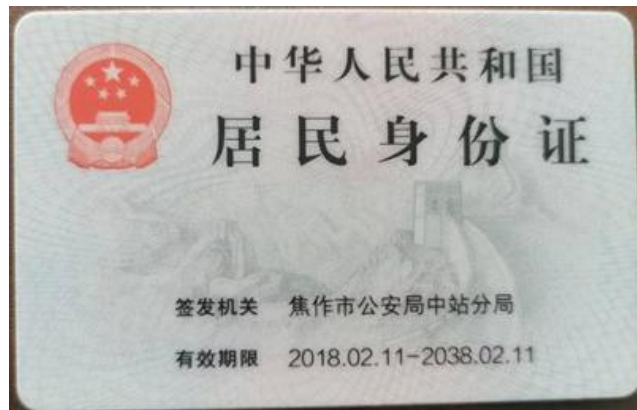 中华人民共和国
居民身份证
签发机关 焦作市公安局中站分局
有效期限 2018.02.11-2038.02.11